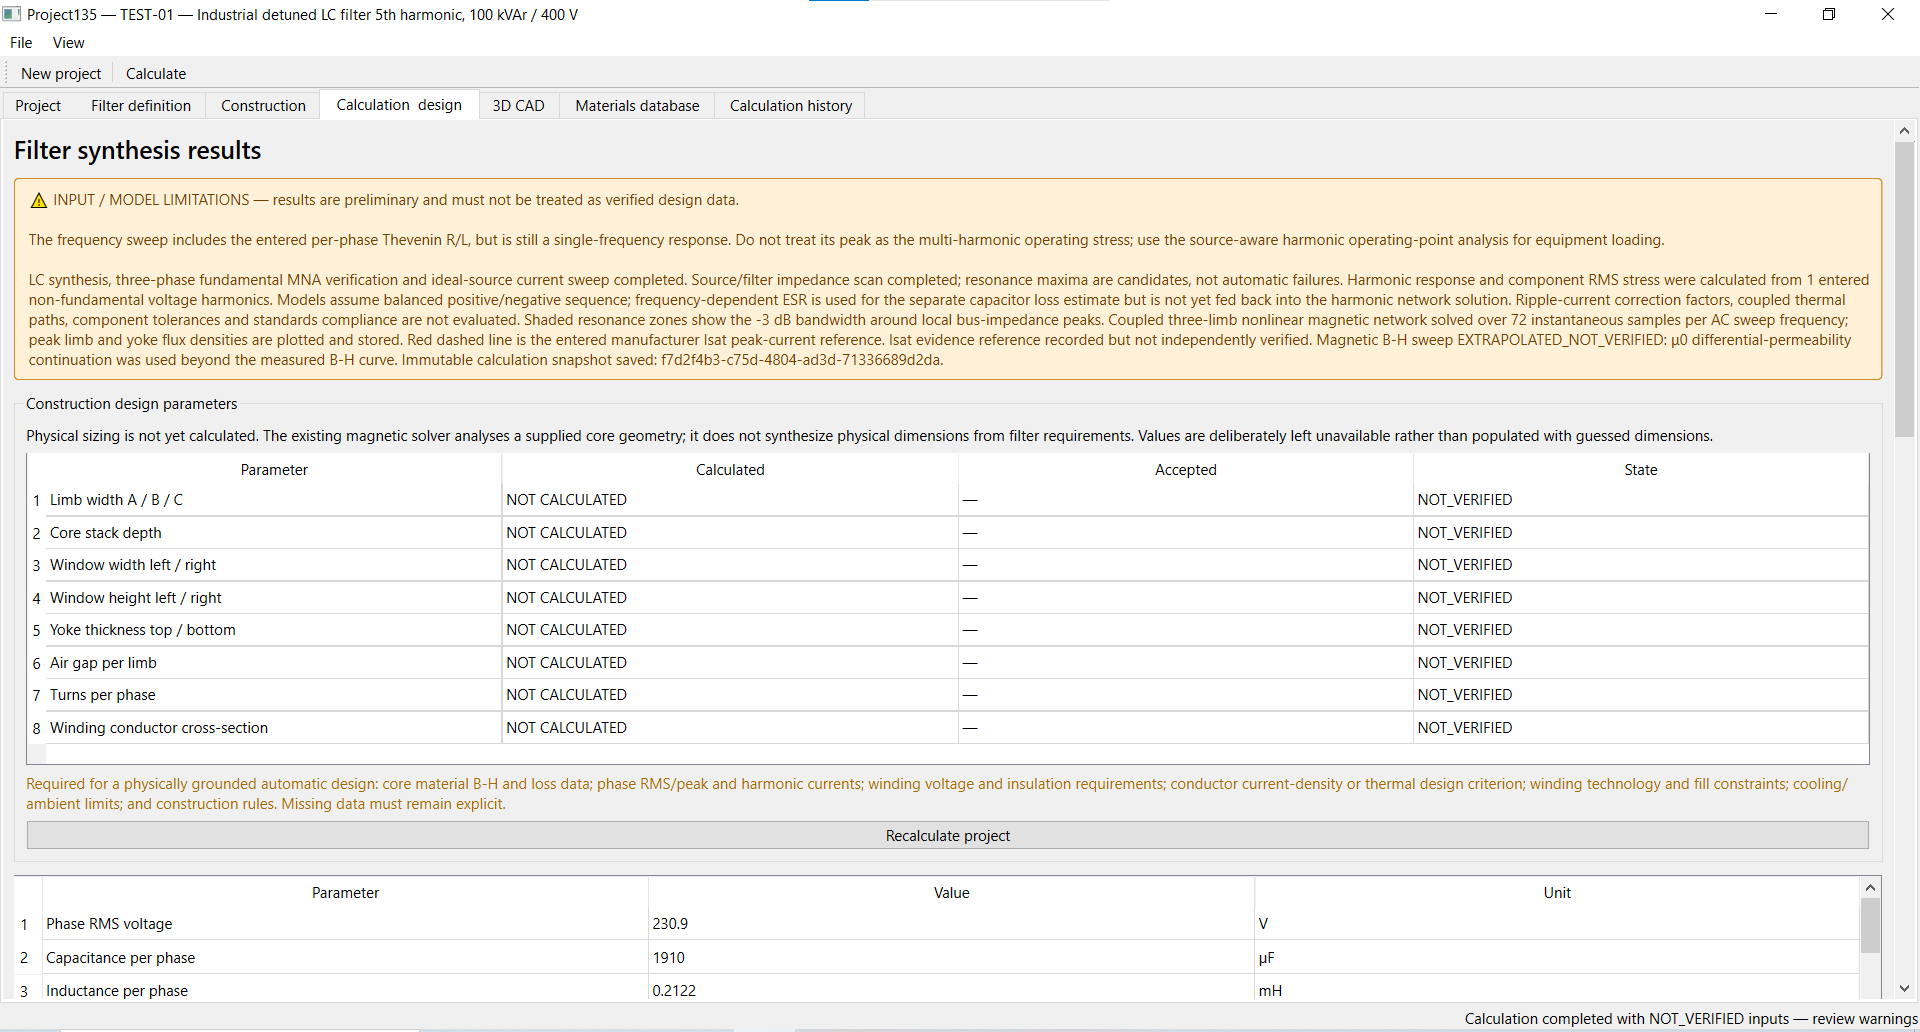 Project135 — TEST-01 — Industrial detuned LC filter 5th harmonic, 100 kVAr / 400 V
File View
New project Calculate
Project Filter definition Construction Calculation design 3D CAD Materials database Calculation history
Filter synthesis results
⚠ INPUT / MODEL LIMITATIONS — results are preliminary and must not be treated as verified design data.
The frequency sweep includes the entered per-phase Thevenin R/L, but is still a single-frequency response. Do not treat its peak as the multi-harmonic operating stress; use the source-aware harmonic operating-point analysis for equipment loading.
LC synthesis, three-phase fundamental MNA verification and ideal-source current sweep completed. Source/filter impedance scan completed; resonance maxima are candidates, not automatic failures. Harmonic response and component RMS stress were calculated from 1 entered
non-fundamental voltage harmonics. Models assume balanced positive/negative sequence; frequency-dependent ESR is used for the separate capacitor loss estimate but is not yet fed back into the harmonic network solution. Ripple-current correction factors, coupled thermal
paths, component tolerances and standards compliance are not evaluated. Shaded resonance zones show the -3 dB bandwidth around local bus-impedance peaks. Coupled three-limb nonlinear magnetic network solved over 72 instantaneous samples per AC sweep frequency;
peak limb and yoke flux densities are plotted and stored. Red dashed line is the entered manufacturer Isat peak-current reference. Isat evidence reference recorded but not independently verified. Magnetic B-H sweep EXTRAPOLATED_NOT_VERIFIED: μ0 differential-permeability
continuation was used beyond the measured B-H curve. Immutable calculation snapshot saved: f7d2f4b3-c75d-4804-ad3d-71336689d2da.
Construction design parameters
Physical sizing is not yet calculated. The existing magnetic solver analyses a supplied core geometry; it does not synthesize physical dimensions from filter requirements. Values are deliberately left unavailable rather than populated with guessed dimensions.
Parameter Calculated Accepted State
1 Limb width A / B / C NOT CALCULATED — NOT_VERIFIED
2 Core stack depth NOT CALCULATED — NOT_VERIFIED
3 Window width left / right NOT CALCULATED — NOT_VERIFIED
4 Window height left / right NOT CALCULATED — NOT_VERIFIED
5 Yoke thickness top / bottom NOT CALCULATED — NOT_VERIFIED
6 Air gap per limb NOT CALCULATED — NOT_VERIFIED
7 Turns per phase NOT CALCULATED — NOT_VERIFIED
8 Winding conductor cross-section NOT CALCULATED — NOT_VERIFIED
Required for a physically grounded automatic design: core material B-H and loss data; phase RMS/peak and harmonic currents; winding voltage and insulation requirements; conductor current-density or thermal design criterion; winding technology and fill constraints; cooling/
ambient limits; and construction rules. Missing data must remain explicit.
Recalculate project
Parameter Value Unit
1 Phase RMS voltage 230.9 V
2 Capacitance per phase 1910 μF
3 Inductance per phase 0.2122 mH
Calculation completed with NOT_VERIFIED inputs — review warnings